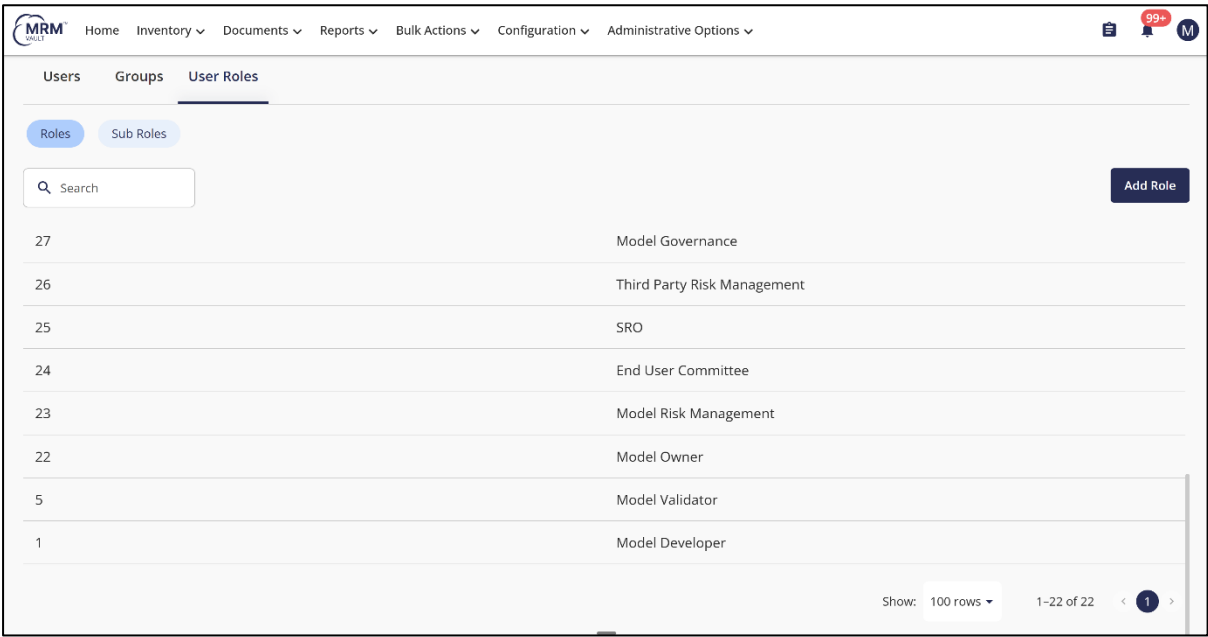 MRM™
VAULT
Home Inventory Documents Reports Bulk Actions Configuration Administrative Options 99+ M
Users Groups User Roles
Roles Sub Roles
Search Add Role
27 Model Governance
26 Third Party Risk Management
25 SRO
24 End User Committee
23 Model Risk Management
22 Model Owner
5 Model Validator
1 Model Developer
Show: 100 rows 1–22 of 22 < 1 >